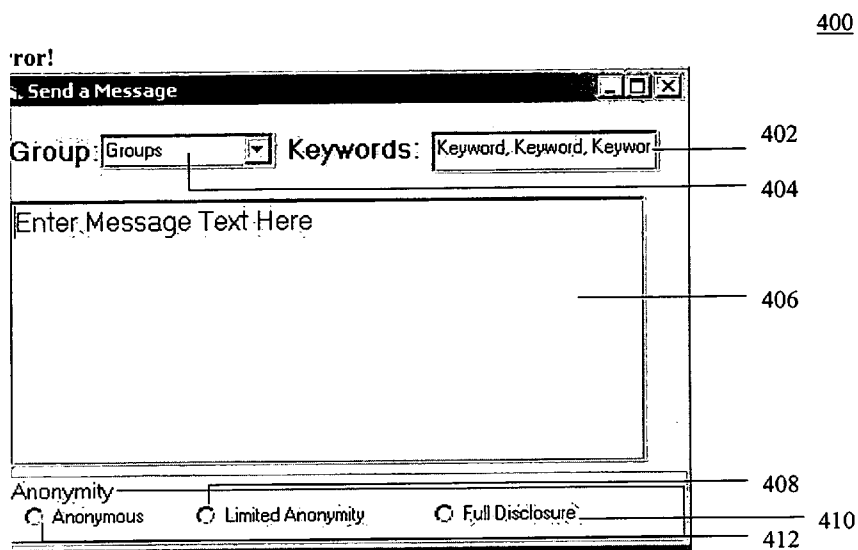 400
rror!
Send a Message
Group: Groups Keywords: Keyword, Keyword, Keywor
402
404
Enter Message Text Here
406
Anonymity
408
Anonymous Limited Anonymity Full Disclosure
410
412